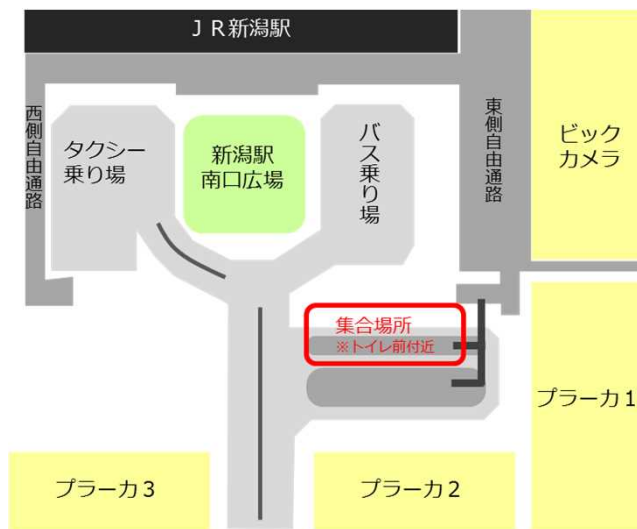 ＪＲ新潟駅
西側自由通路
タクシー
乗り場
新潟駅
南口広場
バス乗り場
東側自由通路
ビック
カメラ
集合場所
※トイレ前付近
プラーカ１
プラーカ３
プラーカ２